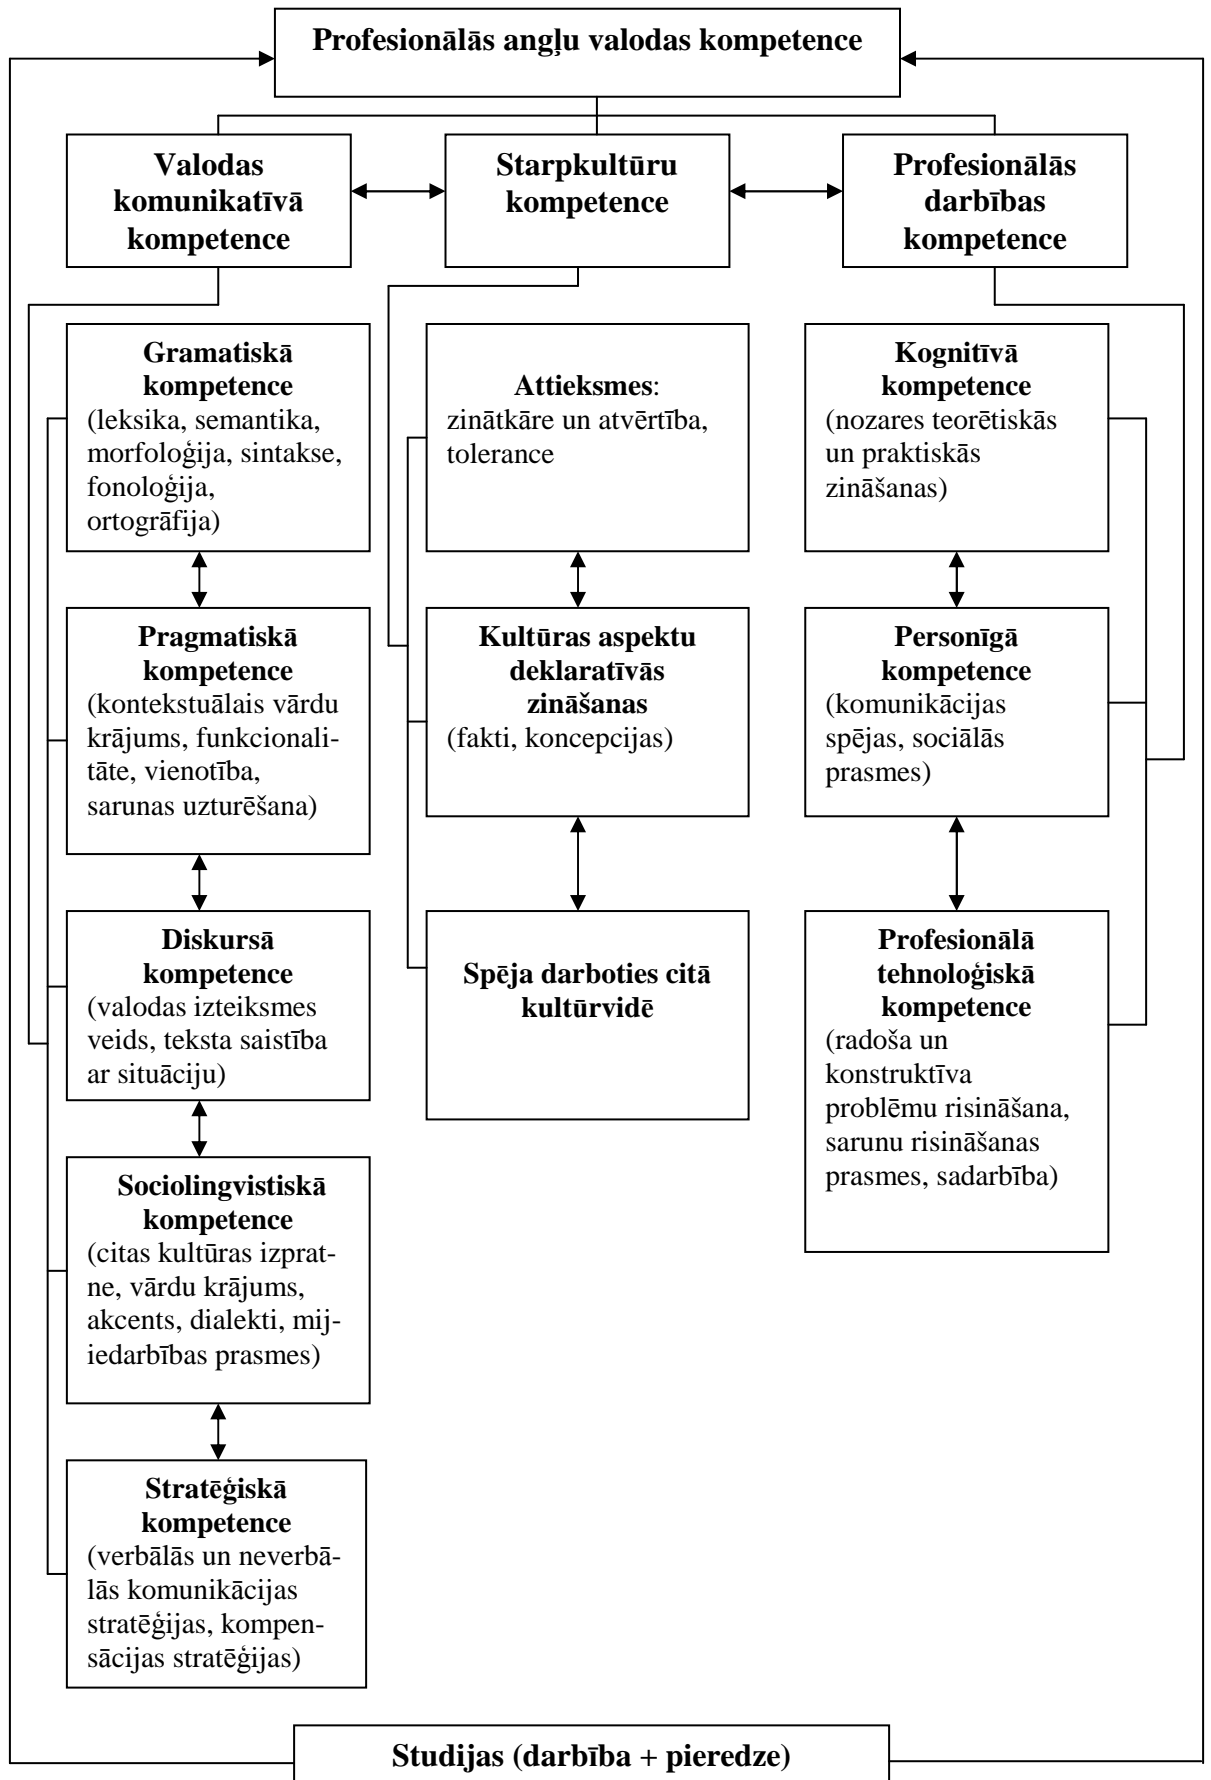 Profesionālās angļu valodas kompetence
Valodas
komunikatīvā
kompetence
Starpkultūru
kompetence
Profesionālās
darbības
kompetence
Gramatiskā
kompetence
(leksika, semantika,
morfoloģija, sintakse,
fonoloģija,
ortogrāfija)
Pragmatiskā
kompetence
(kontekstuālais vārdu
krājums, funkcionali-
tāte, vienotība,
sarunas uzturēšana)
Diskursā
kompetence
(valodas izteiksmes
veids, teksta saistība
ar situāciju)
Sociolingvistiskā
kompetence
(citas kultūras izprat-
ne, vārdu krājums,
akcents, dialekti, mij-
iedarbības prasmes)
Stratēģiskā
kompetence
(verbālās un neverbā-
lās komunikācijas
stratēģijas, kompen-
sācijas stratēģijas)
Attieksmes:
zinātkāre un atvērtība,
tolerance
Kultūras aspektu
deklaratīvās
zināšanas
(fakti, koncepcijas)
Spēja darboties citā
kultūrvidē
Kognitīvā
kompetence
(nozares teorētiskās
un praktiskās
zināšanas)
Personīgā
kompetence
(komunikācijas
spējas, sociālās
prasmes)
Profesionālā
tehnoloģiskā
kompetence
(radoša un
konstruktīva
problēmu risināšana,
sarunu risināšanas
prasmes, sadarbība)
Studijas (darbība + pieredze)